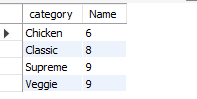 category Name
Chicken 6
Classic 8
Supreme 9
Veggie 9